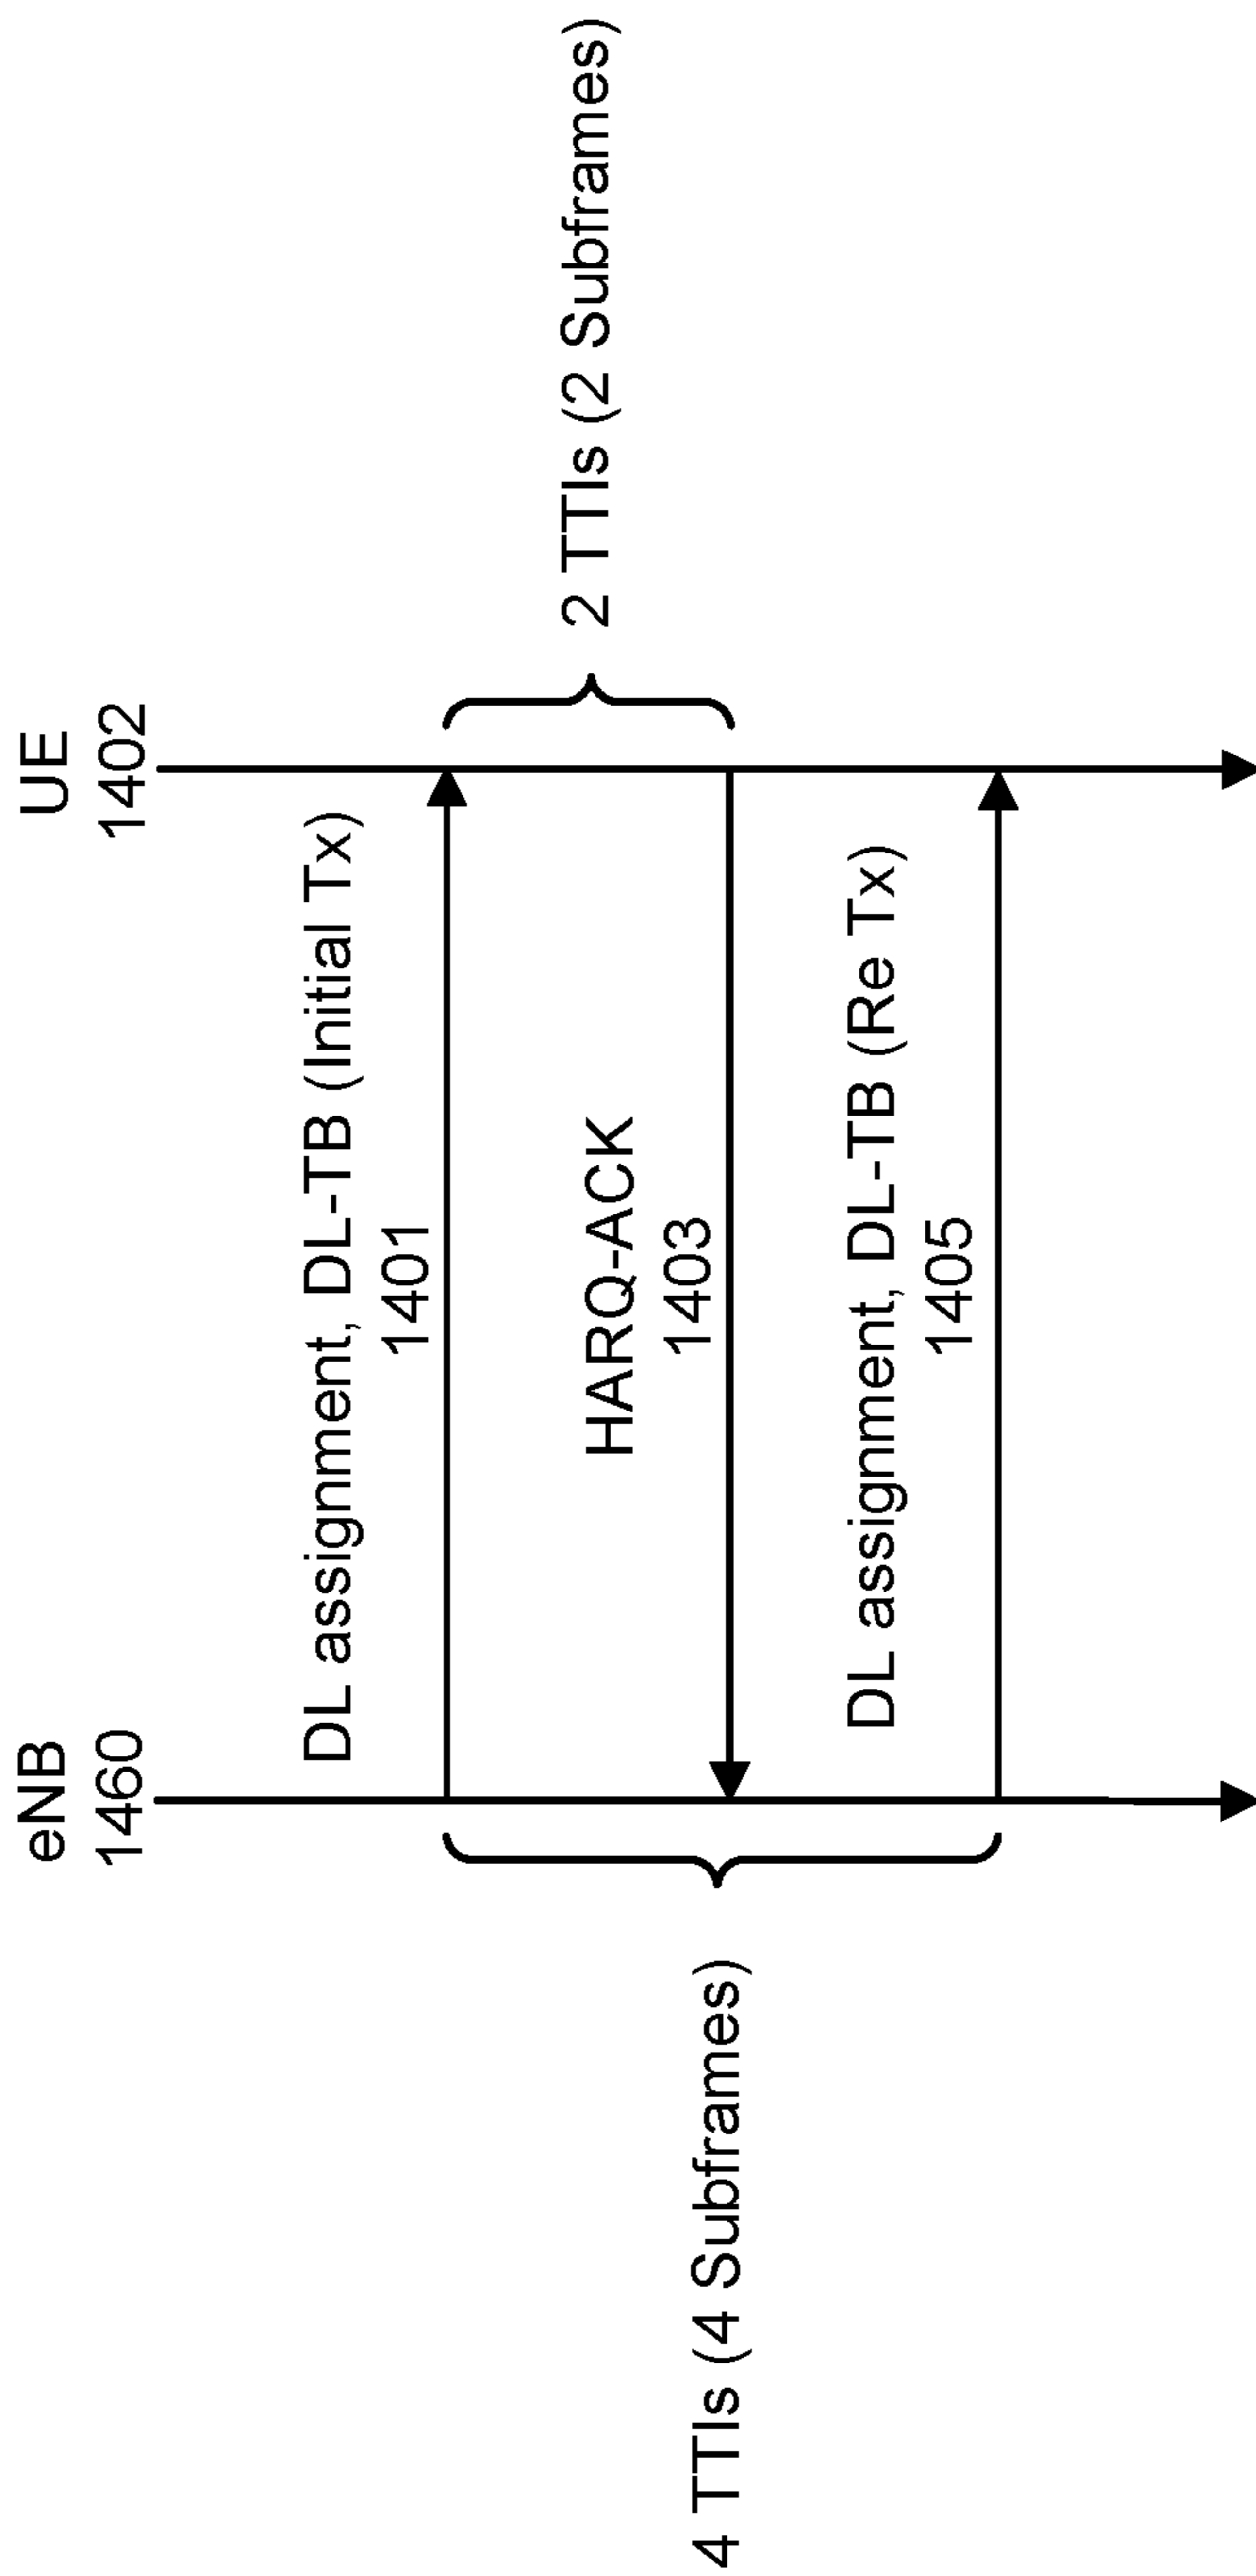 eNB
1460
UE
1402
DL assignment, DL-TB (Initial Tx)
1401
2 TTIs (2 Subframes)
HARQ-ACK
1403
4 TTIs (4 Subframes)
DL assignment, DL-TB (Re Tx)
1405